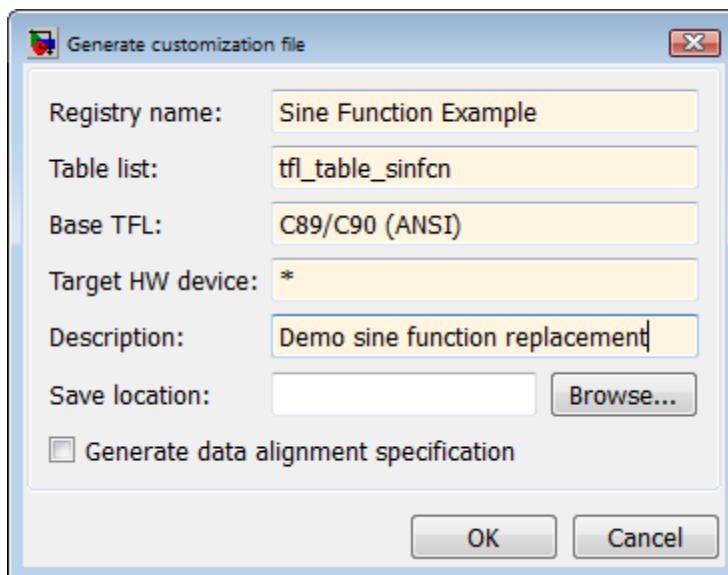 Generate customization file
Registry name: Sine Function Example
Table list: tfl_table_sinfcn
Base TFL: C89/C90 (ANSI)
Target HW device: *
Description: Demo sine function replacement
Save location: Browse...
Generate data alignment specification
OK Cancel